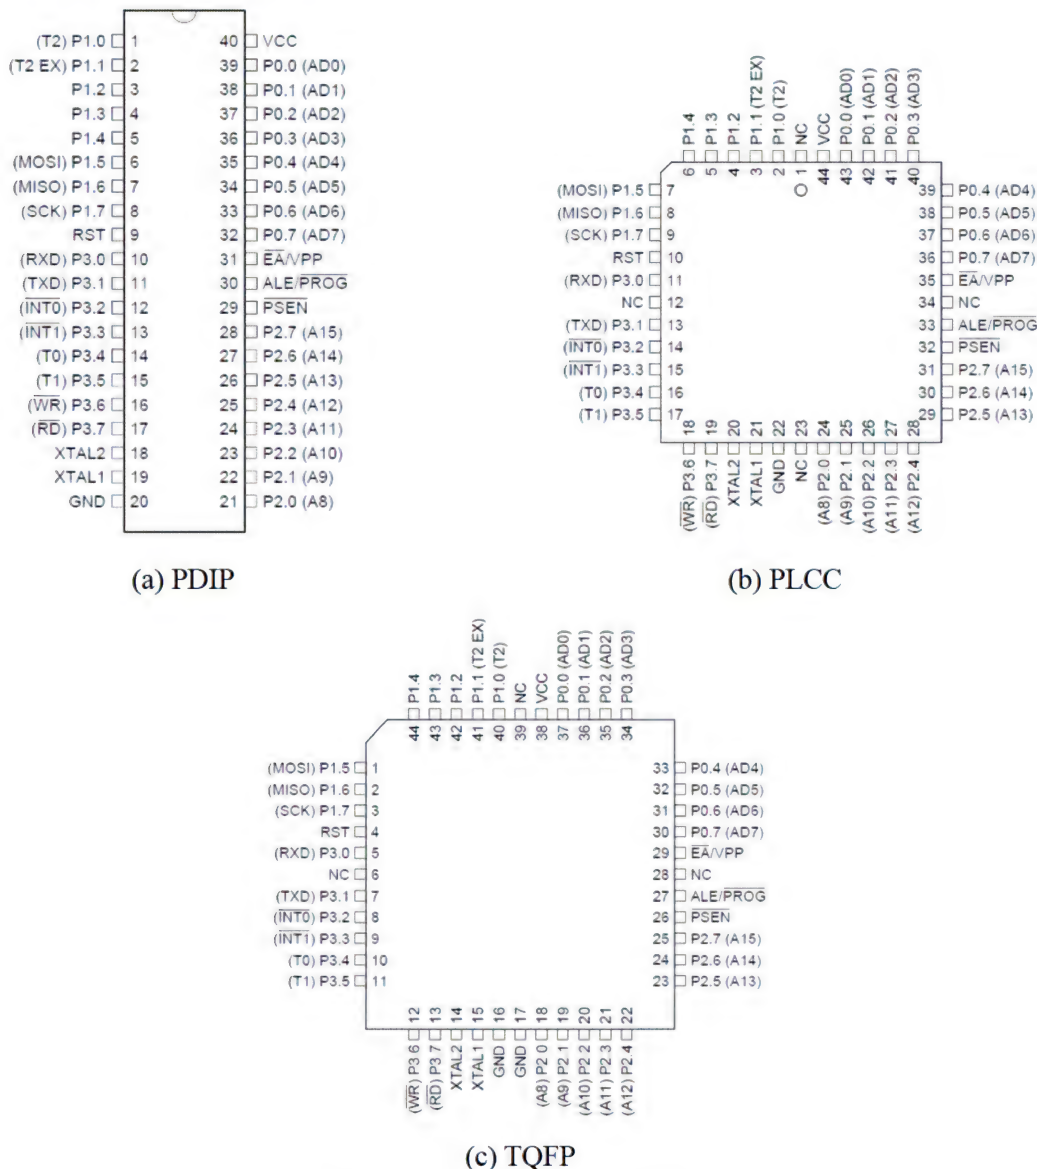 (T2) P1.0 1 40 VCC
(T2 EX) P1.1 2 39 P0.0 (AD0)
P1.2 3 38 P0.1 (AD1)
P1.3 4 37 P0.2 (AD2)
P1.4 5 36 P0.3 (AD3)
(MOSI) P1.5 6 35 P0.4 (AD4)
(MISO) P1.6 7 34 P0.5 (AD5)
(SCK) P1.7 8 33 P0.6 (AD6)
RST 9 32 P0.7 (AD7)
(RXD) P3.0 10 31 EA/VPP
(TXD) P3.1 11 30 ALE/PROG
(INT0) P3.2 12 29 PSEN
(INT1) P3.3 13 28 P2.7 (A15)
(T0) P3.4 14 27 P2.6 (A14)
(T1) P3.5 15 26 P2.5 (A13)
(WR) P3.6 16 25 P2.4 (A12)
(RD) P3.7 17 24 P2.3 (A11)
XTAL2 18 23 P2.2 (A10)
XTAL1 19 22 P2.1 (A9)
GND 20 21 P2.0 (A8)
(a) PDIP
P1.4 P1.3 P1.2 P1.1 (T2 EX) P1.0 (T2) NC VCC P0.0 (AD0) P0.1 (AD1) P0.2 (AD2) P0.3 (AD3)
6 5 4 3 2 1 44 43 42 41 40
(MOSI) P1.5 7 39 P0.4 (AD4)
(MISO) P1.6 8 38 P0.5 (AD5)
(SCK) P1.7 9 37 P0.6 (AD6)
RST 10 36 P0.7 (AD7)
(RXD) P3.0 11 35 EA/VPP
NC 12 34 NC
(TXD) P3.1 13 33 ALE/PROG
(INT0) P3.2 14 32 PSEN
(INT1) P3.3 15 31 P2.7 (A15)
(T0) P3.4 16 30 P2.6 (A14)
(T1) P3.5 17 29 P2.5 (A13)
18 19 20 21 22 23 24 25 26 27 28
(WR) P3.6 (RD) P3.7 XTAL2 XTAL1 GND NC (A8) P2.0 (A9) P2.1 (A10) P2.2 (A11) P2.3 (A12) P2.4
(b) PLCC
P1.4 P1.3 P1.2 P1.1 (T2 EX) P1.0 (T2) NC VCC P0.0 (AD0) P0.1 (AD1) P0.2 (AD2) P0.3 (AD3)
44 43 42 41 40 39 38 37 36 35 34
(MOSI) P1.5 1 33 P0.4 (AD4)
(MISO) P1.6 2 32 P0.5 (AD5)
(SCK) P1.7 3 31 P0.6 (AD6)
RST 4 30 P0.7 (AD7)
(RXD) P3.0 5 29 EA/VPP
NC 6 28 NC
(TXD) P3.1 7 27 ALE/PROG
(INT0) P3.2 8 26 PSEN
(INT1) P3.3 9 25 P2.7 (A15)
(T0) P3.4 10 24 P2.6 (A14)
(T1) P3.5 11 23 P2.5 (A13)
12 13 14 15 16 17 18 19 20 21 22
(WR) P3 6 (RD) P3 7 XTAL2 XTAL1 GND GND (A8) P2 0 (A9) P2.1 (A10) P2.2 (A11) P2.3 (A12) P2.4
(c) TQFP